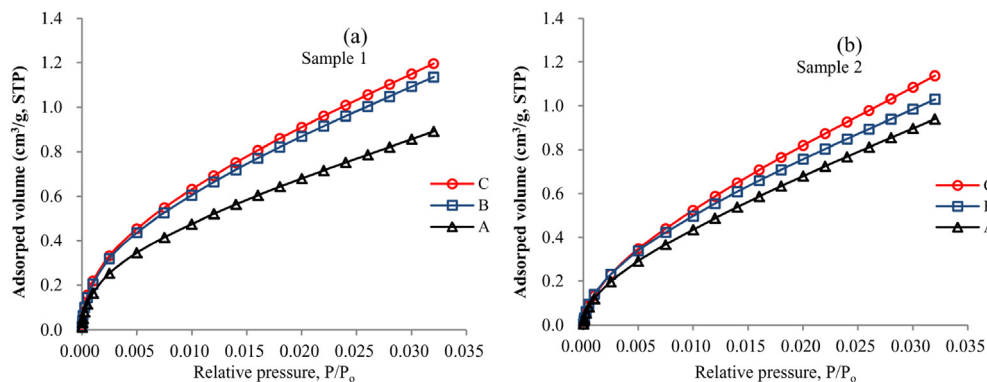 (a)
Sample 1
Adsorped volume (cm³/g, STP)
1.4
1.2
1.0
0.8
0.6
0.4
0.2
0.0
0.000 0.005 0.010 0.015 0.020 0.025 0.030 0.035
Relative pressure, P/Pₒ
C
B
A
(b)
Sample 2
Adsorped volume (cm³/g, STP)
1.4
1.2
1.0
0.8
0.6
0.4
0.2
0.0
0.000 0.005 0.010 0.015 0.020 0.025 0.030 0.035
Relative pressure, P/Pₒ